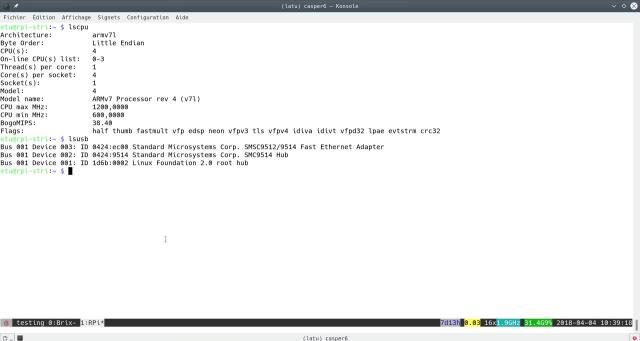 (latu) casper6 — Konsole
Fichier Édition Affichage Signets Configuration Aide
etu@rpi-stri:~ $ lscpu
Architecture: armv7l
Byte Order: Little Endian
CPU(s): 4
On-line CPU(s) list: 0-3
Thread(s) per core: 1
Core(s) per socket: 4
Socket(s): 1
Model: 4
Model name: ARMv7 Processor rev 4 (v7l)
CPU max MHz: 1200,0000
CPU min MHz: 600,0000
BogoMIPS: 38.40
Flags: half thumb fastmult vfp edsp neon vfpv3 tls vfpv4 idiva idivt vfpd32 lpae evtstrm crc32
etu@rpi-stri:~ $ lsusb
Bus 001 Device 003: ID 0424:ec00 Standard Microsystems Corp. SMSC9512/9514 Fast Ethernet Adapter
Bus 001 Device 002: ID 0424:9514 Standard Microsystems Corp. SMC9514 Hub
Bus 001 Device 001: ID 1d6b:0002 Linux Foundation 2.0 root hub
etu@rpi-stri:~ $
testing 0:Brix- 1:RPi* 7d13h 0.03 16x1.9GHz 31.4G9% 2018-04-04 10:39:18
(latu) casper6